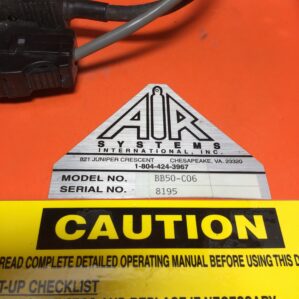 AIR
SYSTEMS
INTERNATIONAL, INC.
821 JUNIPER CRESCENT CHESAPEAKE, VA. 23320
1-804-424-3967
MODEL NO. BB50-C06
SERIAL NO. 8195
CAUTION
READ COMPLETE DETAILED OPERATING MANUAL BEFORE USING THIS D
T-UP CHECKLIST